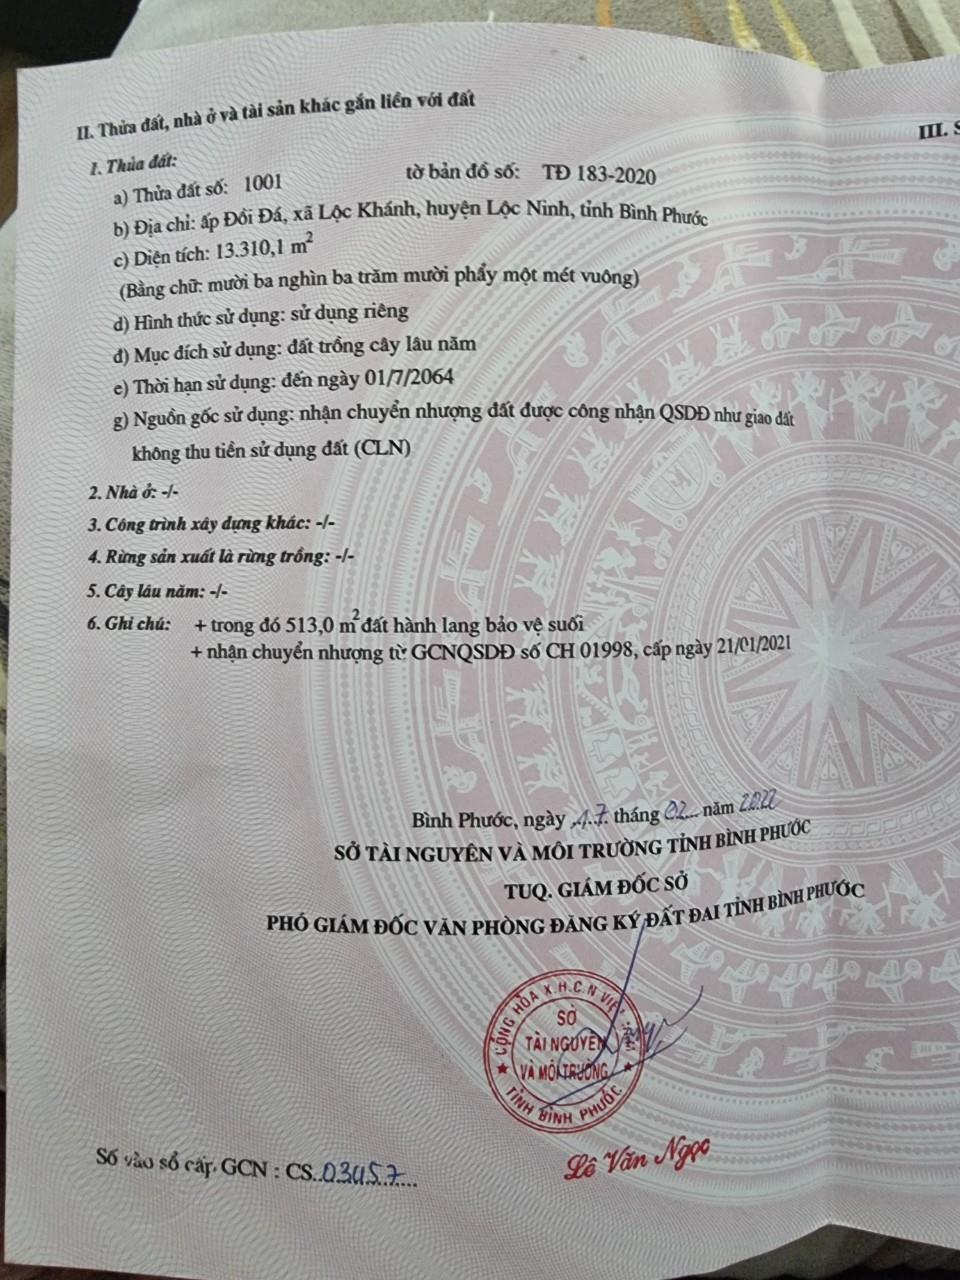 II. Thửa đất, nhà ở và tài sản khác gắn liền với đất
III. S
1. Thửa đất:
a) Thửa đất số: 1001 tờ bản đồ số: TĐ 183-2020
b) Địa chỉ: ấp Đồi Đá, xã Lộc Khánh, huyện Lộc Ninh, tỉnh Bình Phước
c) Diện tích: 13.310,1 m²
(Bằng chữ: mười ba nghìn ba trăm mười phẩy một mét vuông)
d) Hình thức sử dụng: sử dụng riêng
đ) Mục đích sử dụng: đất trồng cây lâu năm
e) Thời hạn sử dụng: đến ngày 01/7/2064
g) Nguồn gốc sử dụng: nhận chuyển nhượng đất được công nhận QSDĐ như giao đất
không thu tiền sử dụng đất (CLN)
2. Nhà ở: -/-
3. Công trình xây dựng khác: -/-
4. Rừng sản xuất là rừng trồng: -/-
5. Cây lâu năm: -/-
6. Ghi chú: + trong đó 513,0 m² đất hành lang bảo vệ suối
+ nhận chuyển nhượng từ GCNQSDĐ số CH 01998, cấp ngày 21/01/2021
Bình Phước, ngày 17 tháng 02 năm 2022
SỞ TÀI NGUYÊN VÀ MÔI TRƯỜNG TỈNH BÌNH PHƯỚC
TUQ. GIÁM ĐỐC SỞ
PHÓ GIÁM ĐỐC VĂN PHÒNG ĐĂNG KÝ ĐẤT ĐAI TỈNH BÌNH PHƯỚC
CỘNG HÒA X.H.C.N VIỆT
SỞ
TÀI NGUYÊN
VÀ MÔI TRƯỜNG
TỈNH BÌNH PHƯỚC
Lê Văn Ngọc
Số vào sổ cấp GCN : CS..03457....